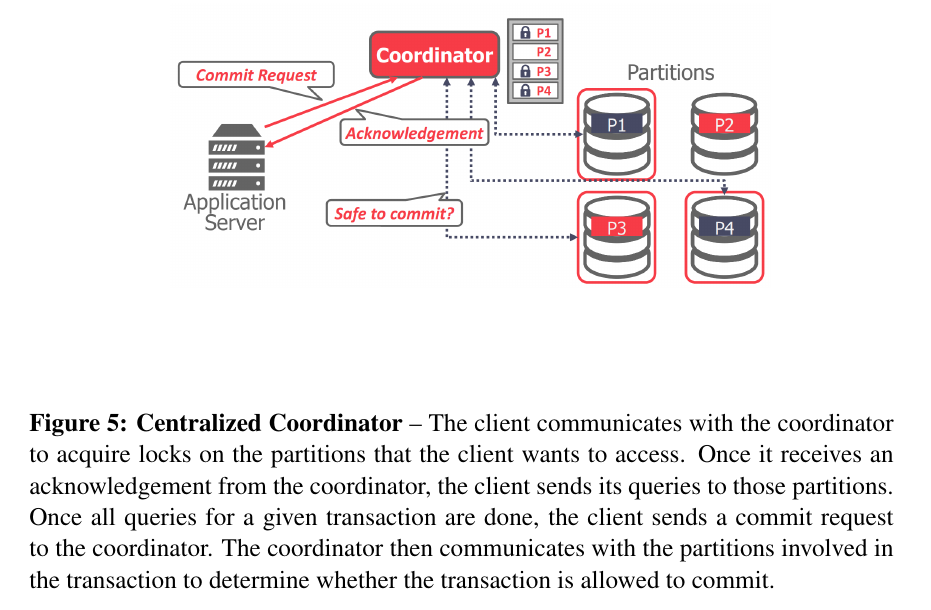 Coordinator
P1
P2
P3
P4
Commit Request
Partitions
Acknowledgement
P1
P2
Application
Server
Safe to commit?
P3
P4
Figure 5: Centralized Coordinator – The client communicates with the coordinator
to acquire locks on the partitions that the client wants to access. Once it receives an
acknowledgement from the coordinator, the client sends its queries to those partitions.
Once all queries for a given transaction are done, the client sends a commit request
to the coordinator. The coordinator then communicates with the partitions involved in
the transaction to determine whether the transaction is allowed to commit.